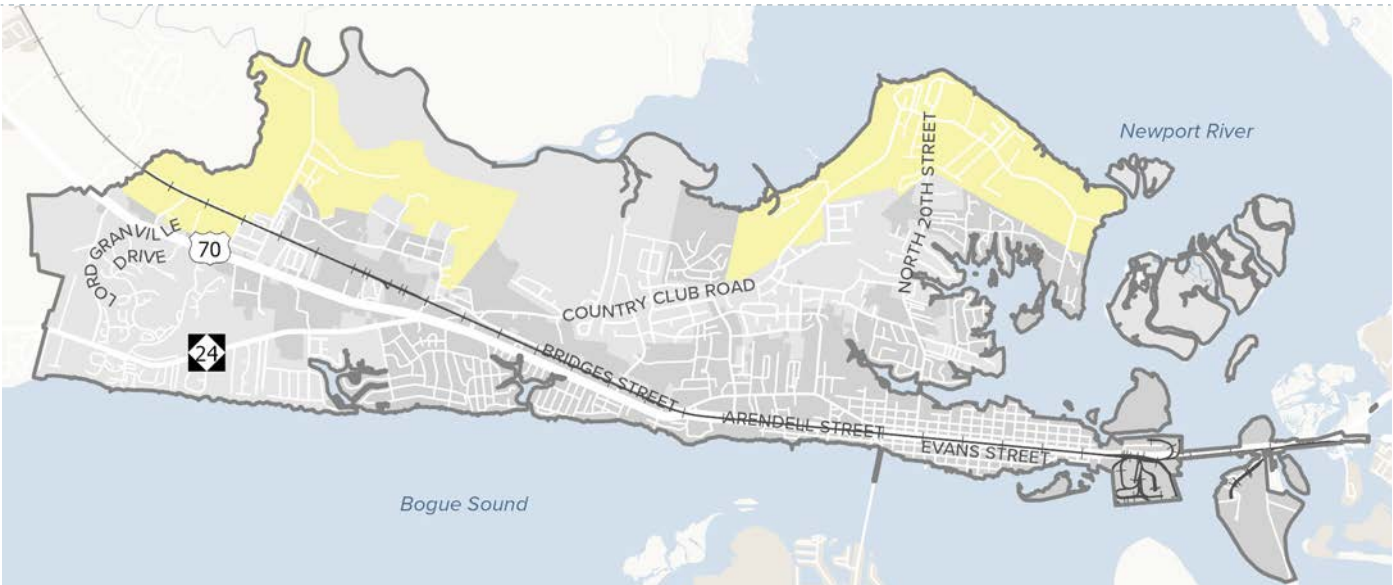 Newport River
NORTH 20TH STREET
LORD GRANVILLE
DRIVE
70
COUNTRY CLUB ROAD
24
BRIDGES STREET
ARENDELL STREET
EVANS STREET
Bogue Sound